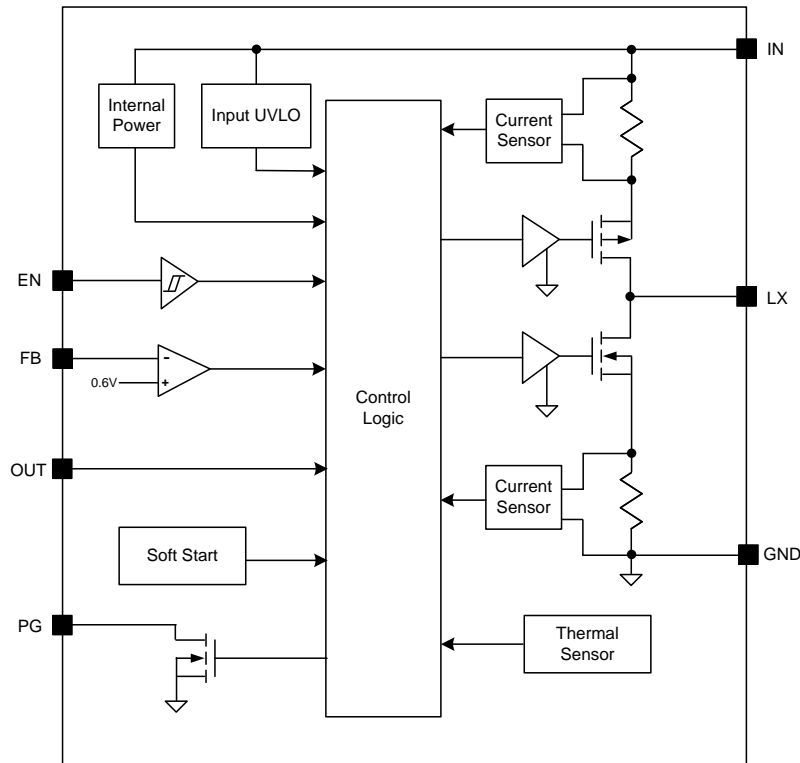 IN
Internal
Power
Input UVLO
Current
Sensor
EN
LX
FB
-
+
0.6V
Control
Logic
OUT
Current
Sensor
Soft Start
GND
PG
Thermal
Sensor